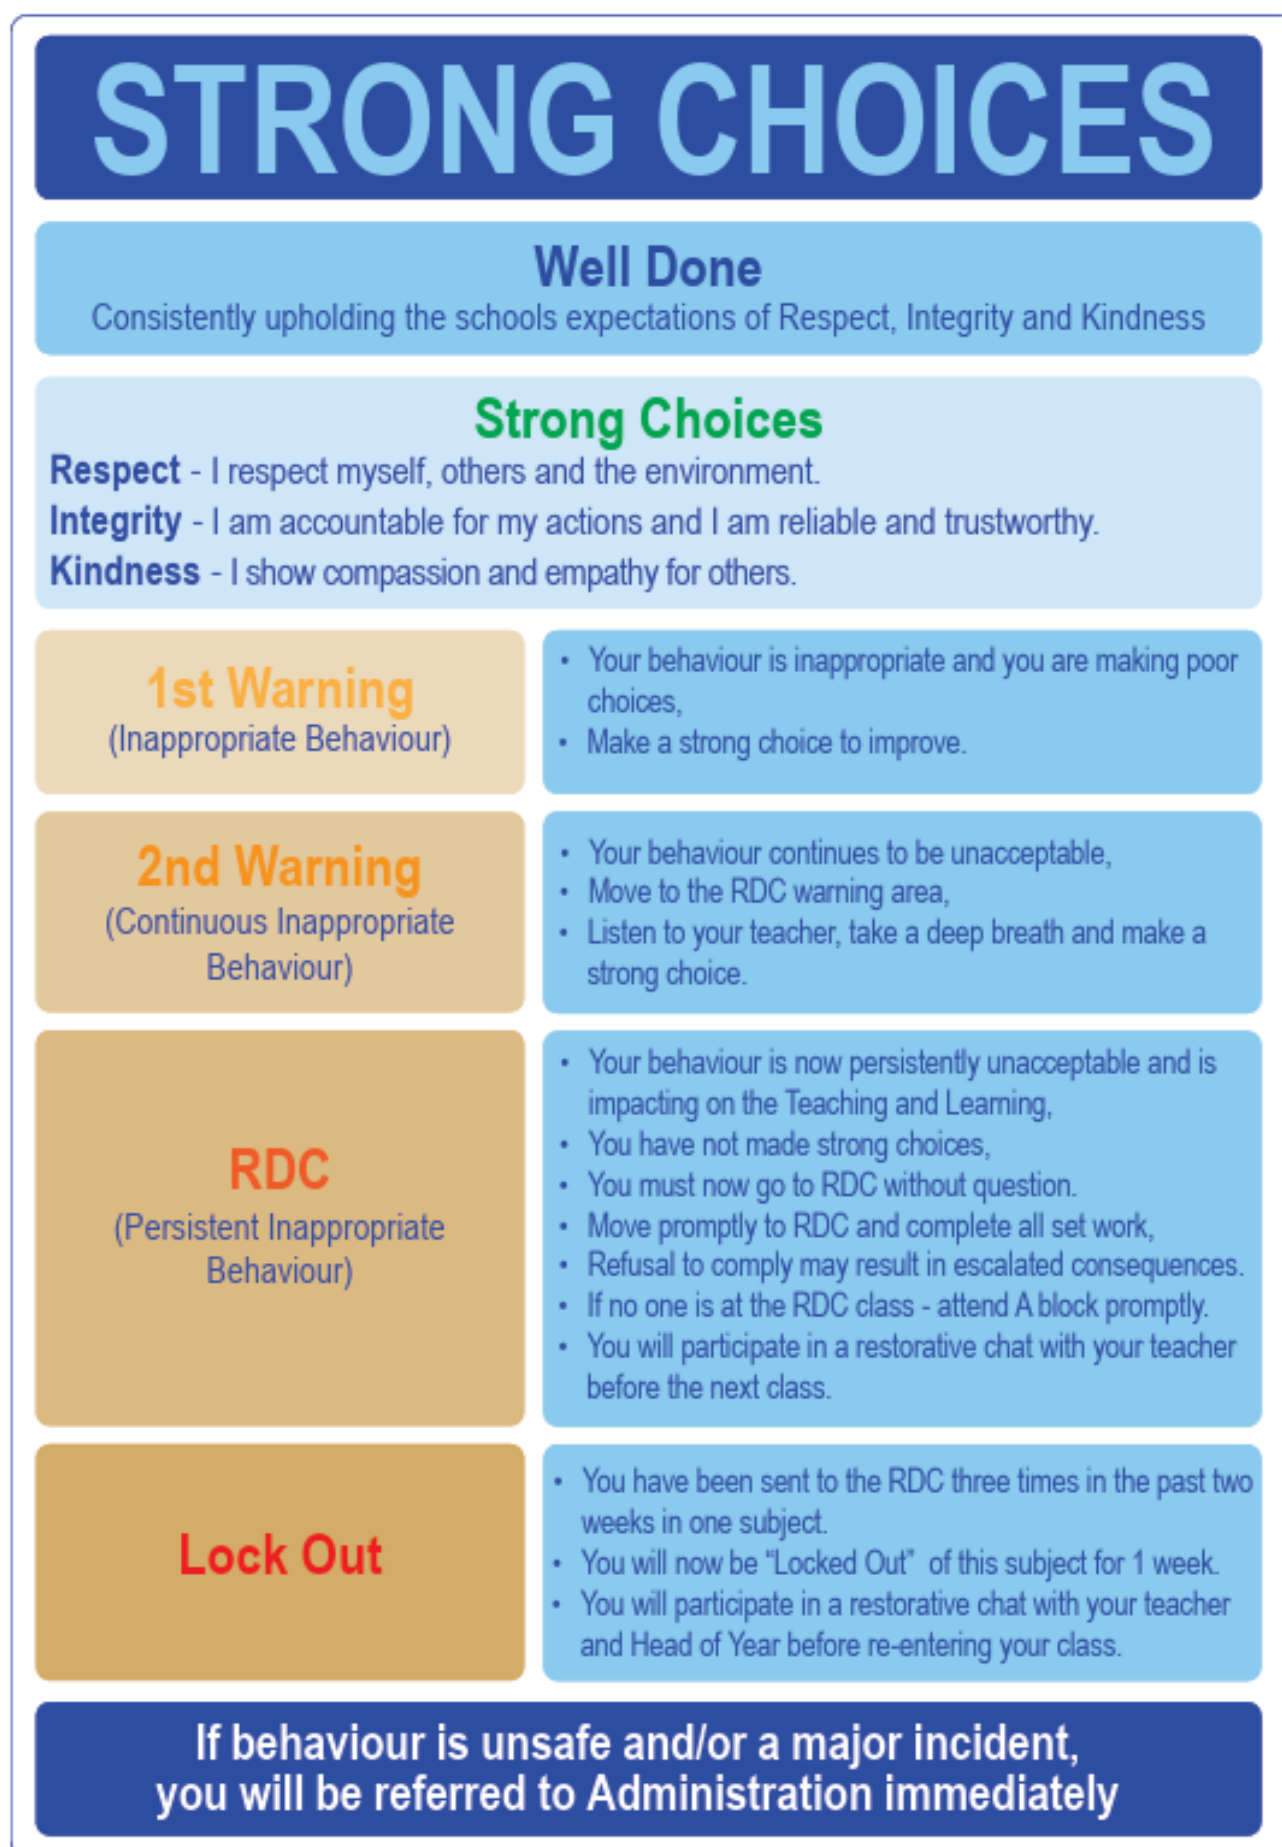 STRONG CHOICES
Well Done
Consistently upholding the schools expectations of Respect, Integrity and Kindness
Strong Choices
Respect - I respect myself, others and the environment.
Integrity - I am accountable for my actions and I am reliable and trustworthy.
Kindness - I show compassion and empathy for others.
1st Warning
(Inappropriate Behaviour)
• Your behaviour is inappropriate and you are making poor
choices,
• Make a strong choice to improve.
2nd Warning
(Continuous Inappropriate
Behaviour)
• Your behaviour continues to be unacceptable,
• Move to the RDC warning area,
• Listen to your teacher, take a deep breath and make a
strong choice.
RDC
(Persistent Inappropriate
Behaviour)
• Your behaviour is now persistently unacceptable and is
impacting on the Teaching and Learning,
• You have not made strong choices,
• You must now go to RDC without question.
• Move promptly to RDC and complete all set work,
• Refusal to comply may result in escalated consequences.
• If no one is at the RDC class - attend A block promptly.
• You will participate in a restorative chat with your teacher
before the next class.
Lock Out
• You have been sent to the RDC three times in the past two
weeks in one subject.
• You will now be “Locked Out” of this subject for 1 week.
• You will participate in a restorative chat with your teacher
and Head of Year before re-entering your class.
If behaviour is unsafe and/or a major incident,
you will be referred to Administration immediately